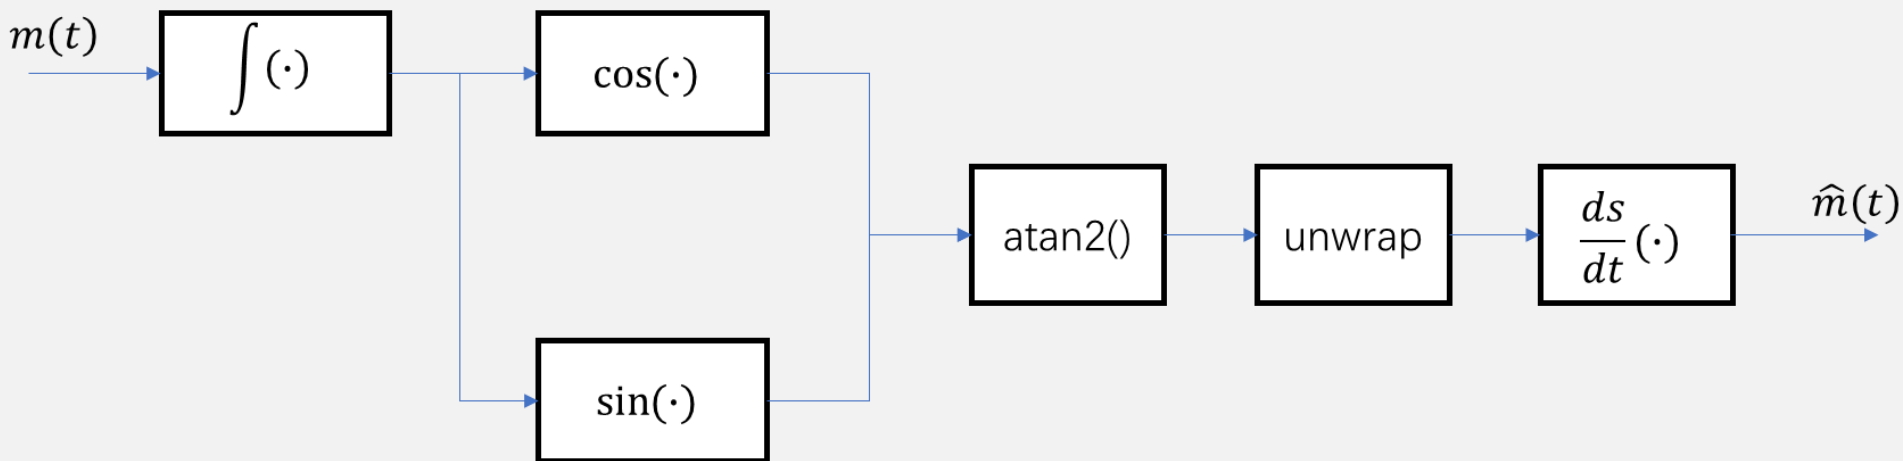 m(t)
∫(·)
cos(·)
sin(·)
atan2()
unwrap
ds/dt (·)
m̂(t)